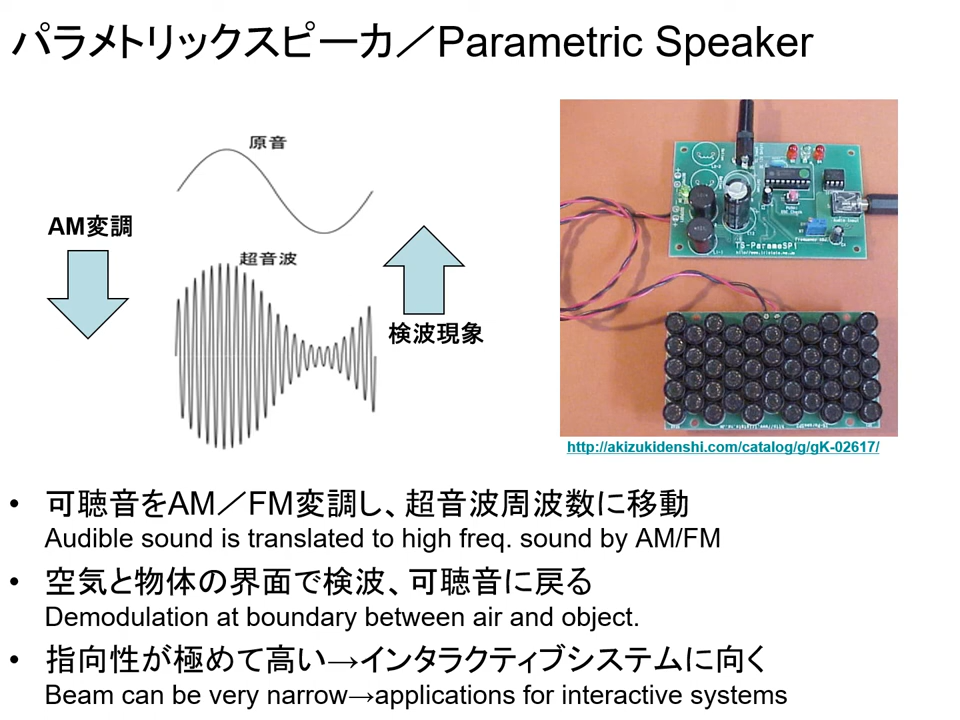 パラメトリックスピーカ／Parametric Speaker
原音
AM変調
超音波
検波現象
TS-ParameSP1
http://akizukidenshi.com/catalog/g/gK-02617/
• 可聴音をAM／FM変調し、超音波周波数に移動
Audible sound is translated to high freq. sound by AM/FM
• 空気と物体の界面で検波、可聴音に戻る
Demodulation at boundary between air and object.
• 指向性が極めて高い→インタラクティブシステムに向く
Beam can be very narrow→applications for interactive systems